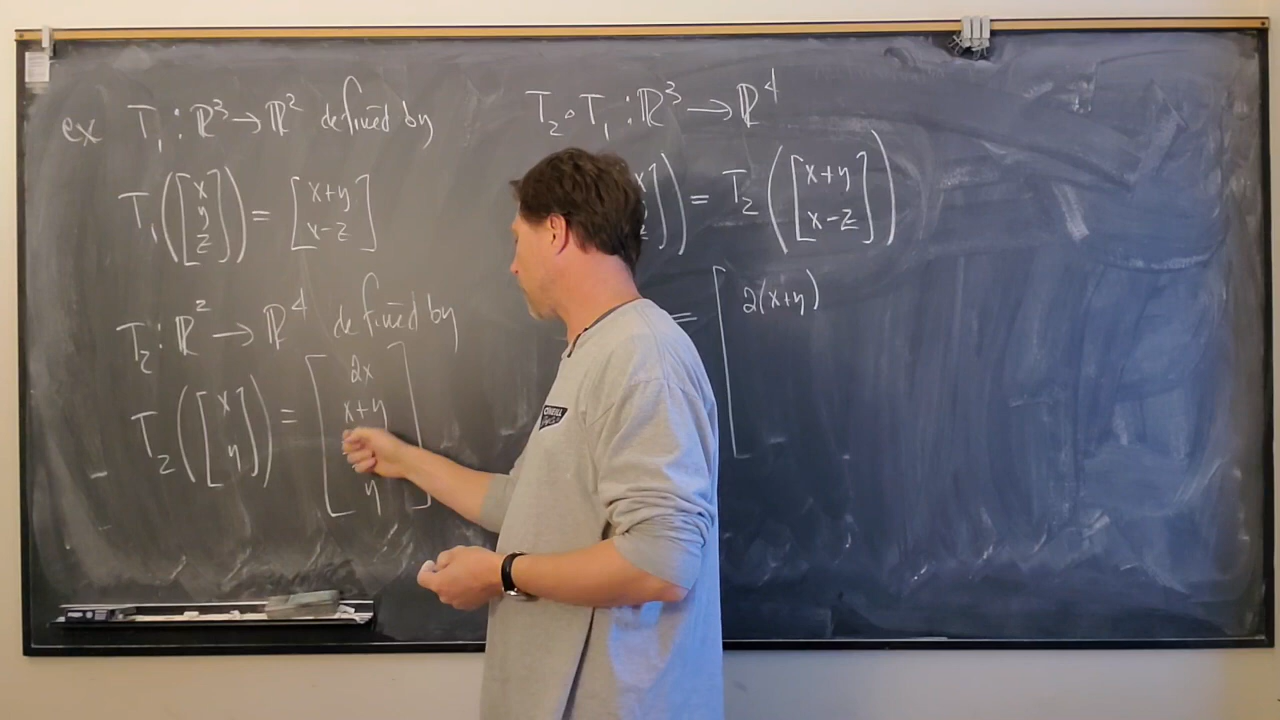 ex T₁ : ℝ³ → ℝ² defined by
T₁([x y z]) = [x+y x-z]
T₂ : ℝ² → ℝ⁴ defined by
T₂([x y]) = [2x x+y y]
T₂∘T₁ : ℝ³ → ℝ⁴
]) = T₂([x+y x-z])
= [2(x+y)
O'NEILL